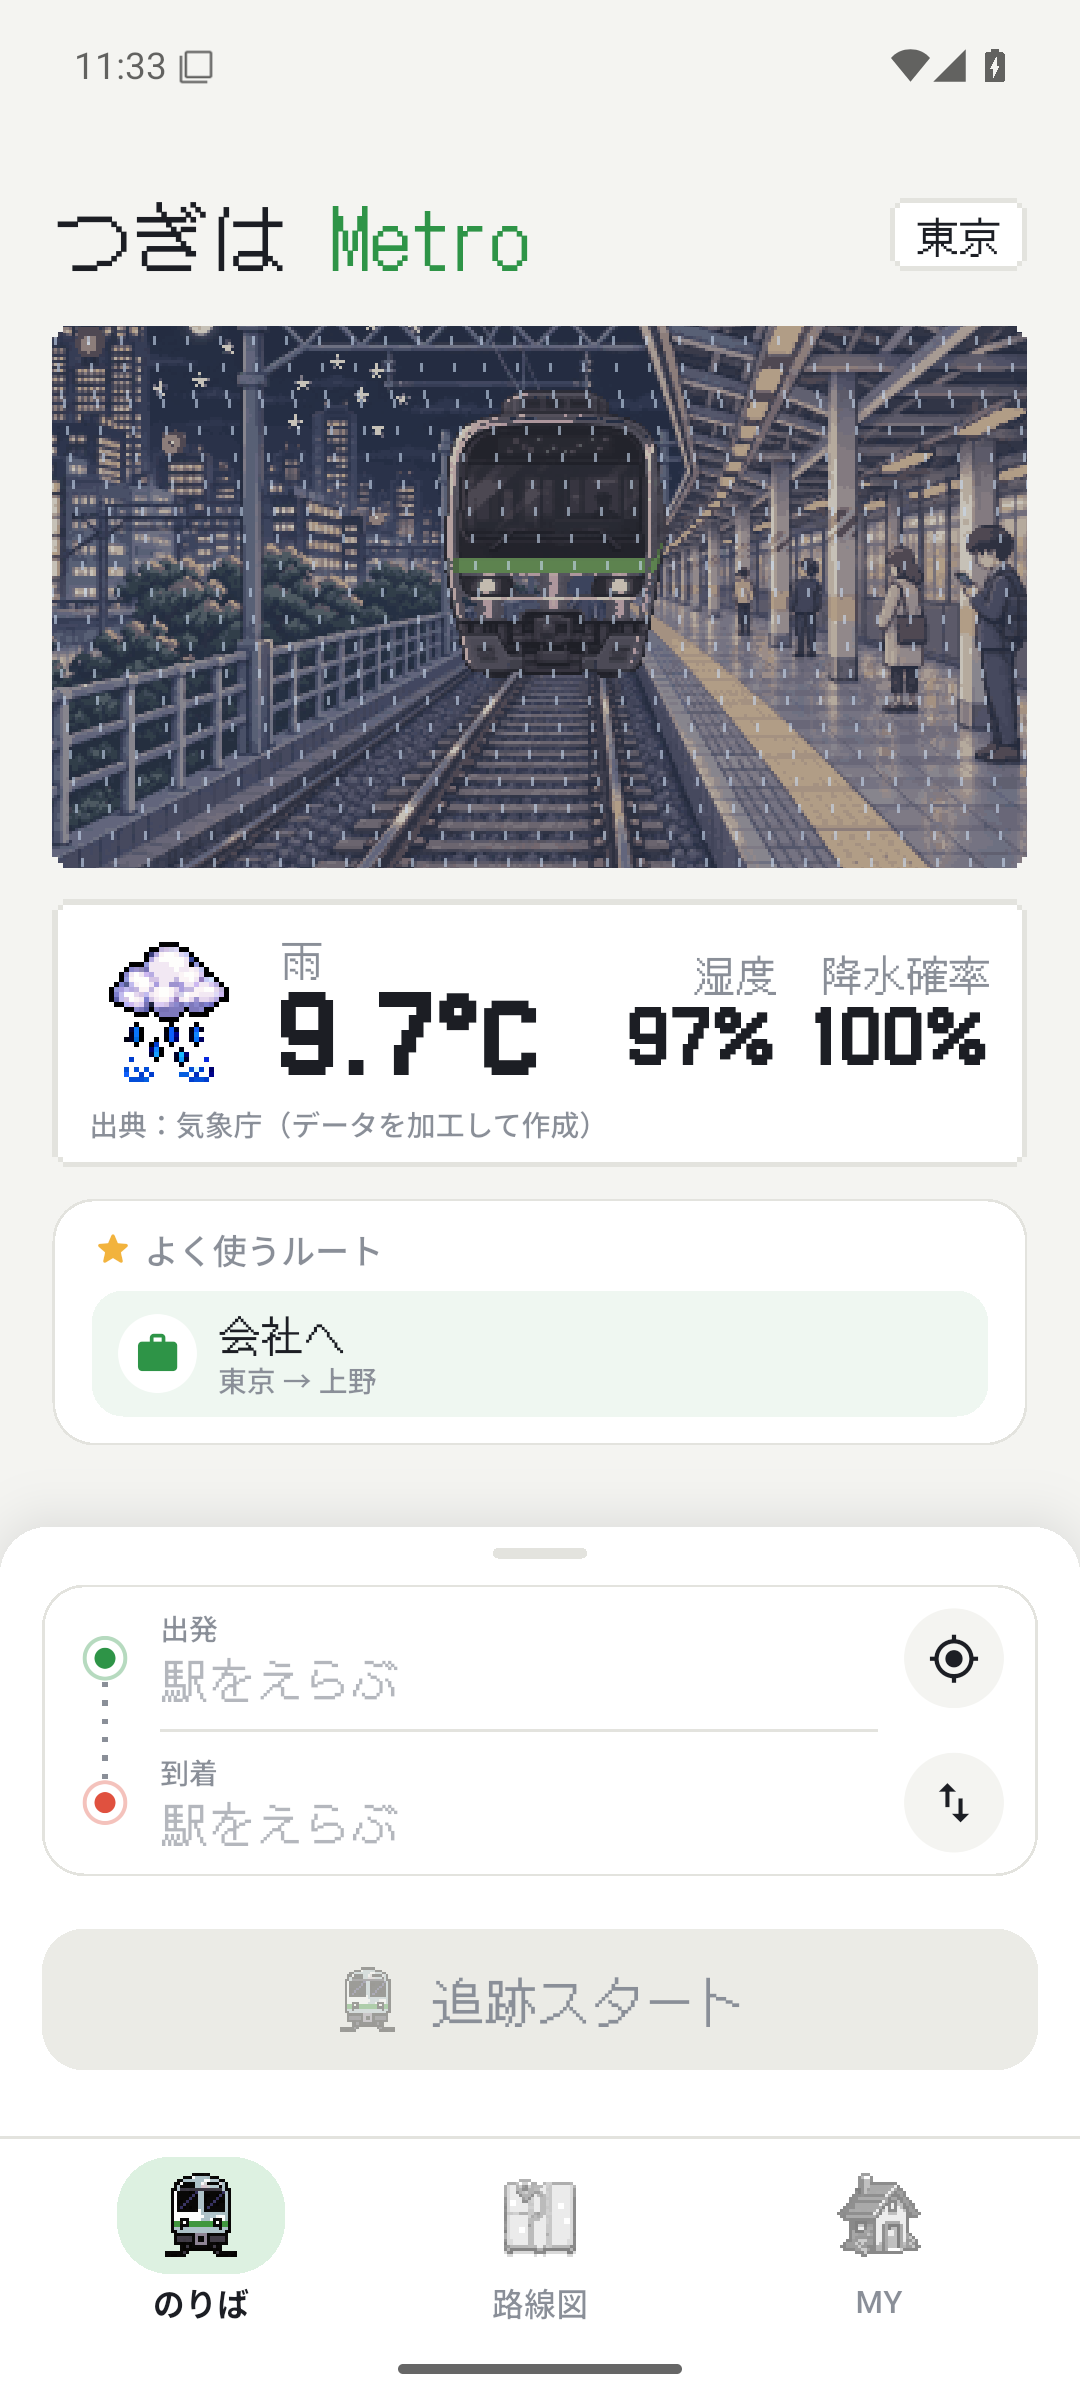 11:33
つぎは Metro
東京
雨
9.7℃
湿度
97%
降水確率
100%
出典：気象庁（データを加工して作成）
よく使うルート
会社へ
東京 → 上野
出発
駅をえらぶ
到着
駅をえらぶ
追跡スタート
のりば
路線図
MY